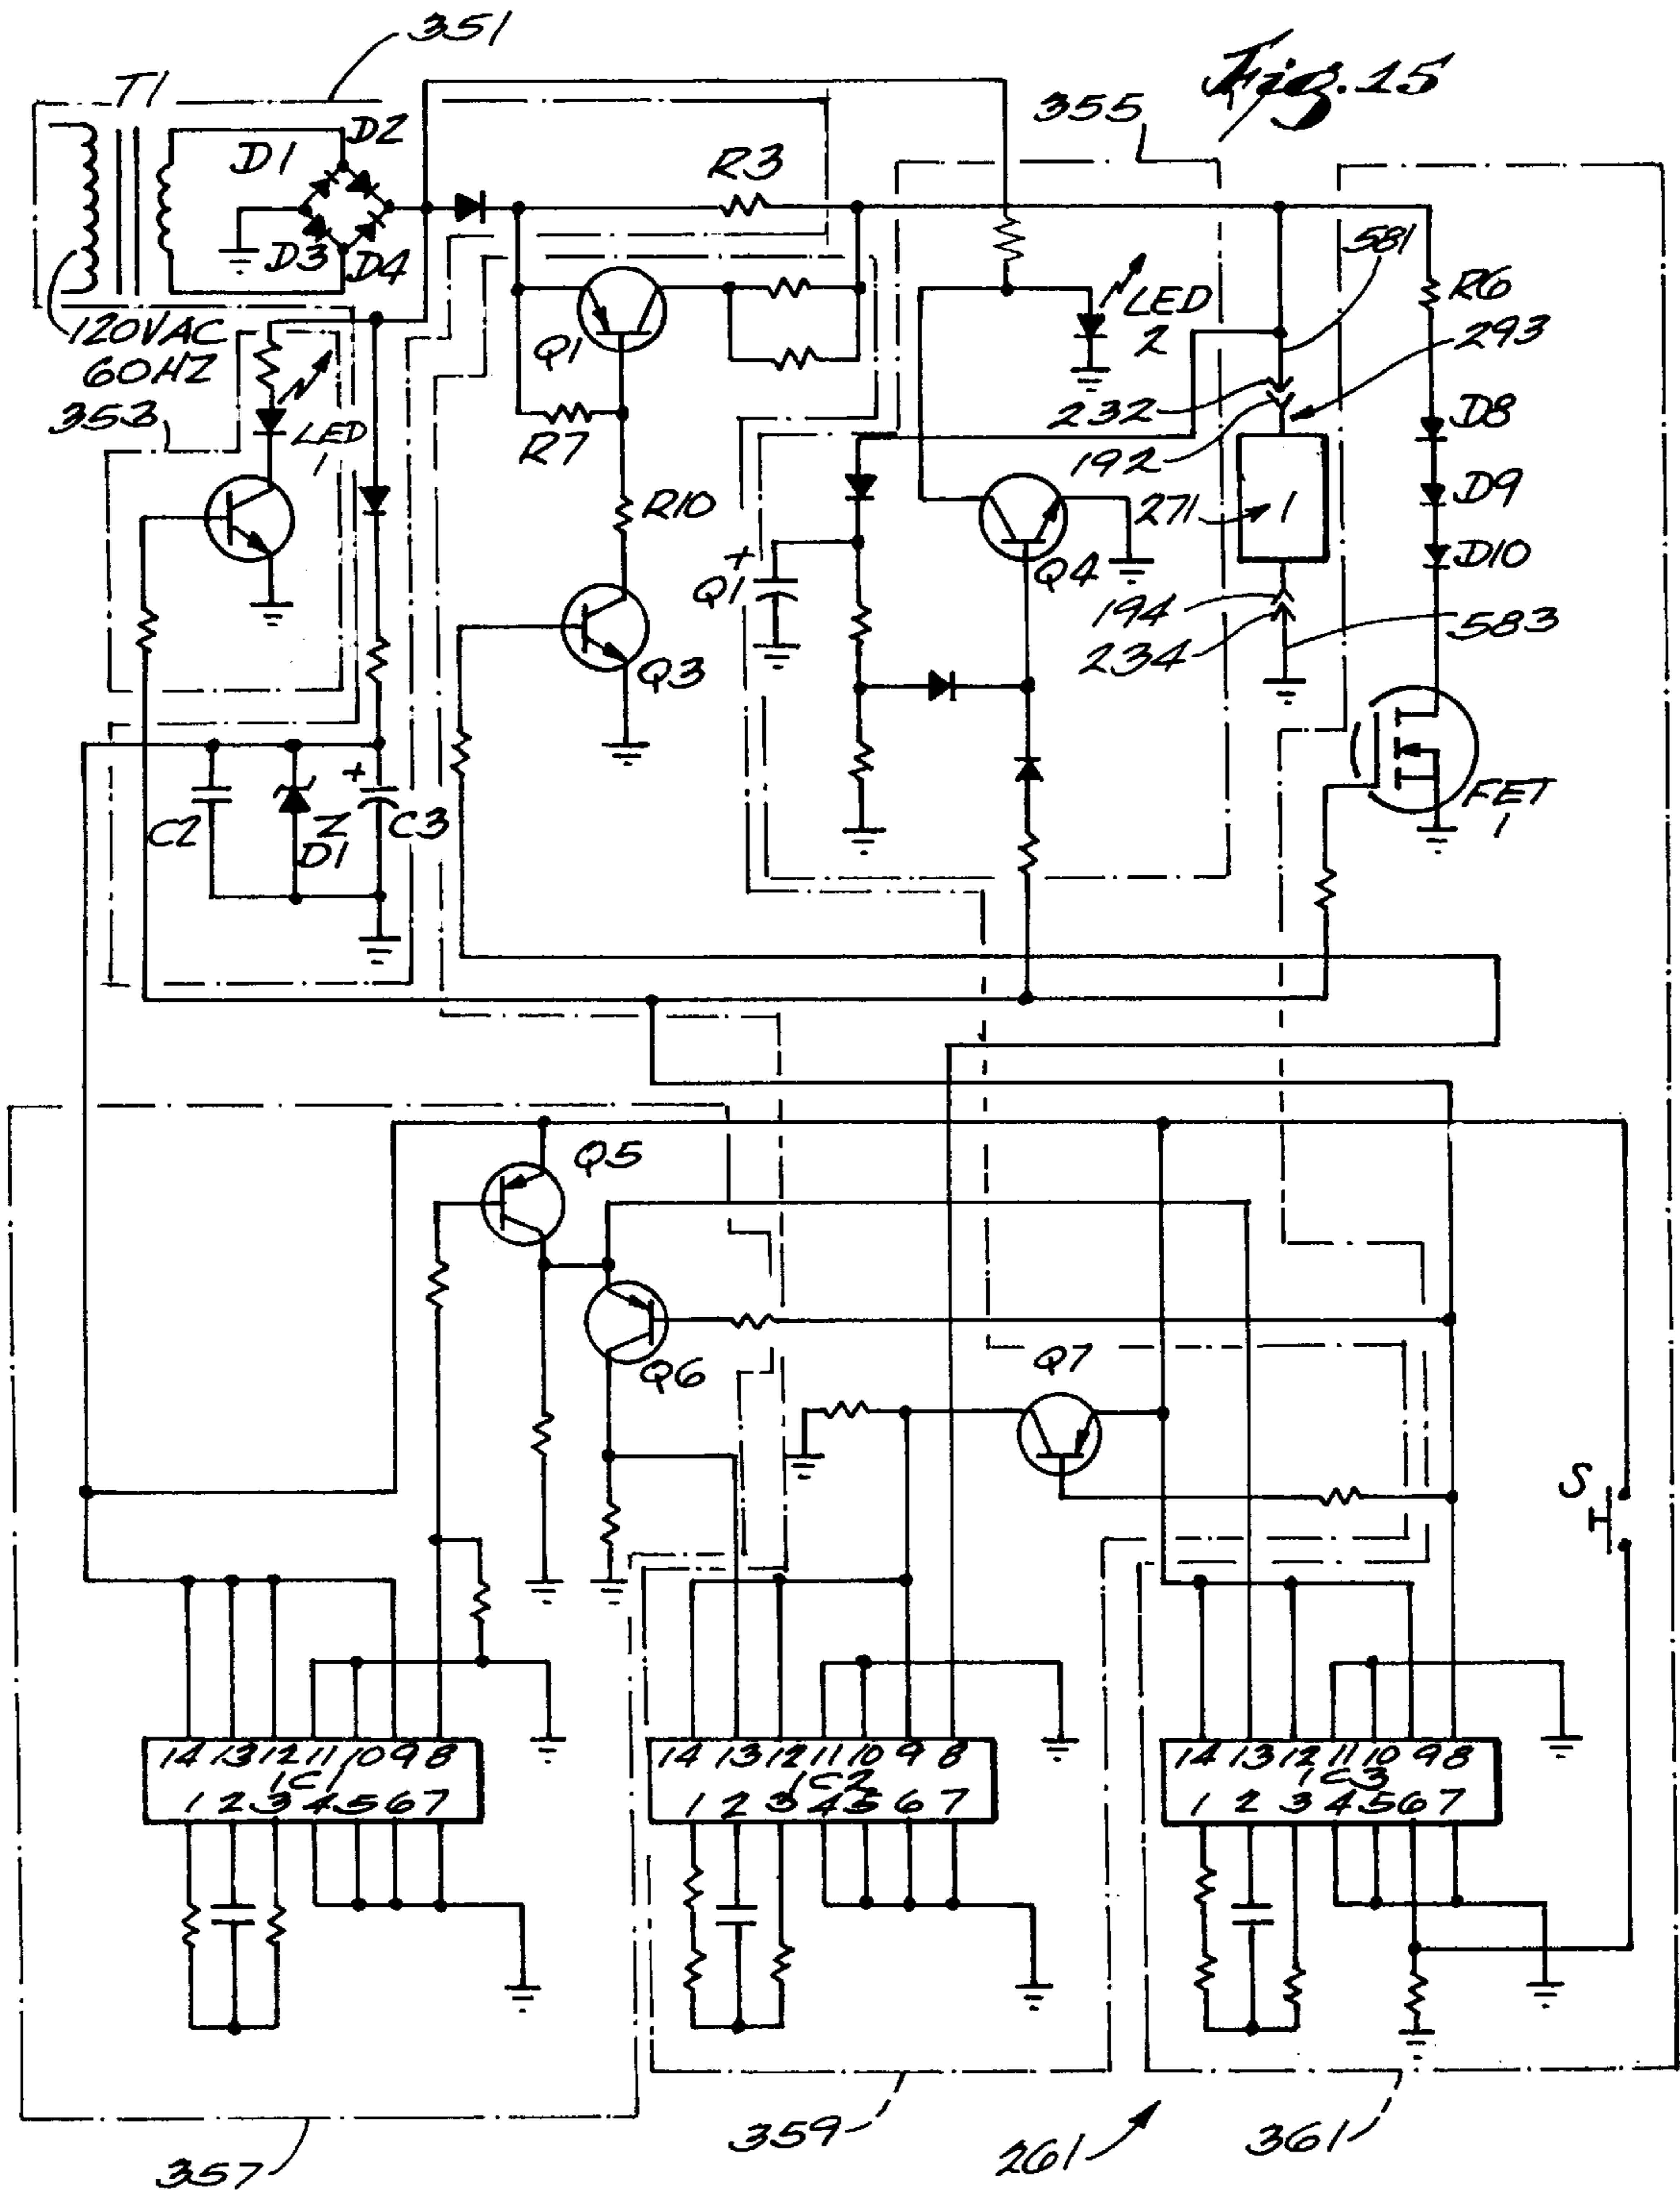 351
Fig. 15
T1
355
D2
D1
R3
581
D3
D4
LED
2
R6
293
120VAC
60HZ
Q1
353
LED
1
232
D8
R7
192
R10
271
1
D9
+
Q1
Q4
D10
194
583
Q3
234
+
FET
1
C2
Z
D1
C3
Q5
Q6
Q7
S
14 13 12 11 10 9 8
IC1
1 2 3 4 5 6 7
14 13 12 11 10 9 8
IC2
1 2 3 4 5 6 7
14 13 12 11 10 9 8
IC3
1 2 3 4 5 6 7
359
261
361
357